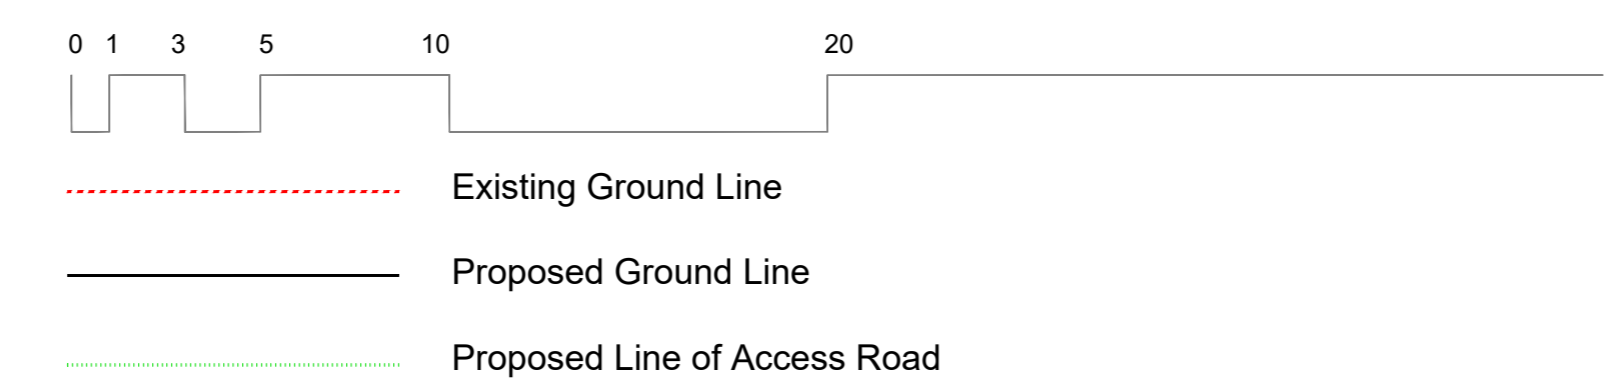 0 1 3 5 10 20
Existing Ground Line
Proposed Ground Line
Proposed Line of Access Road